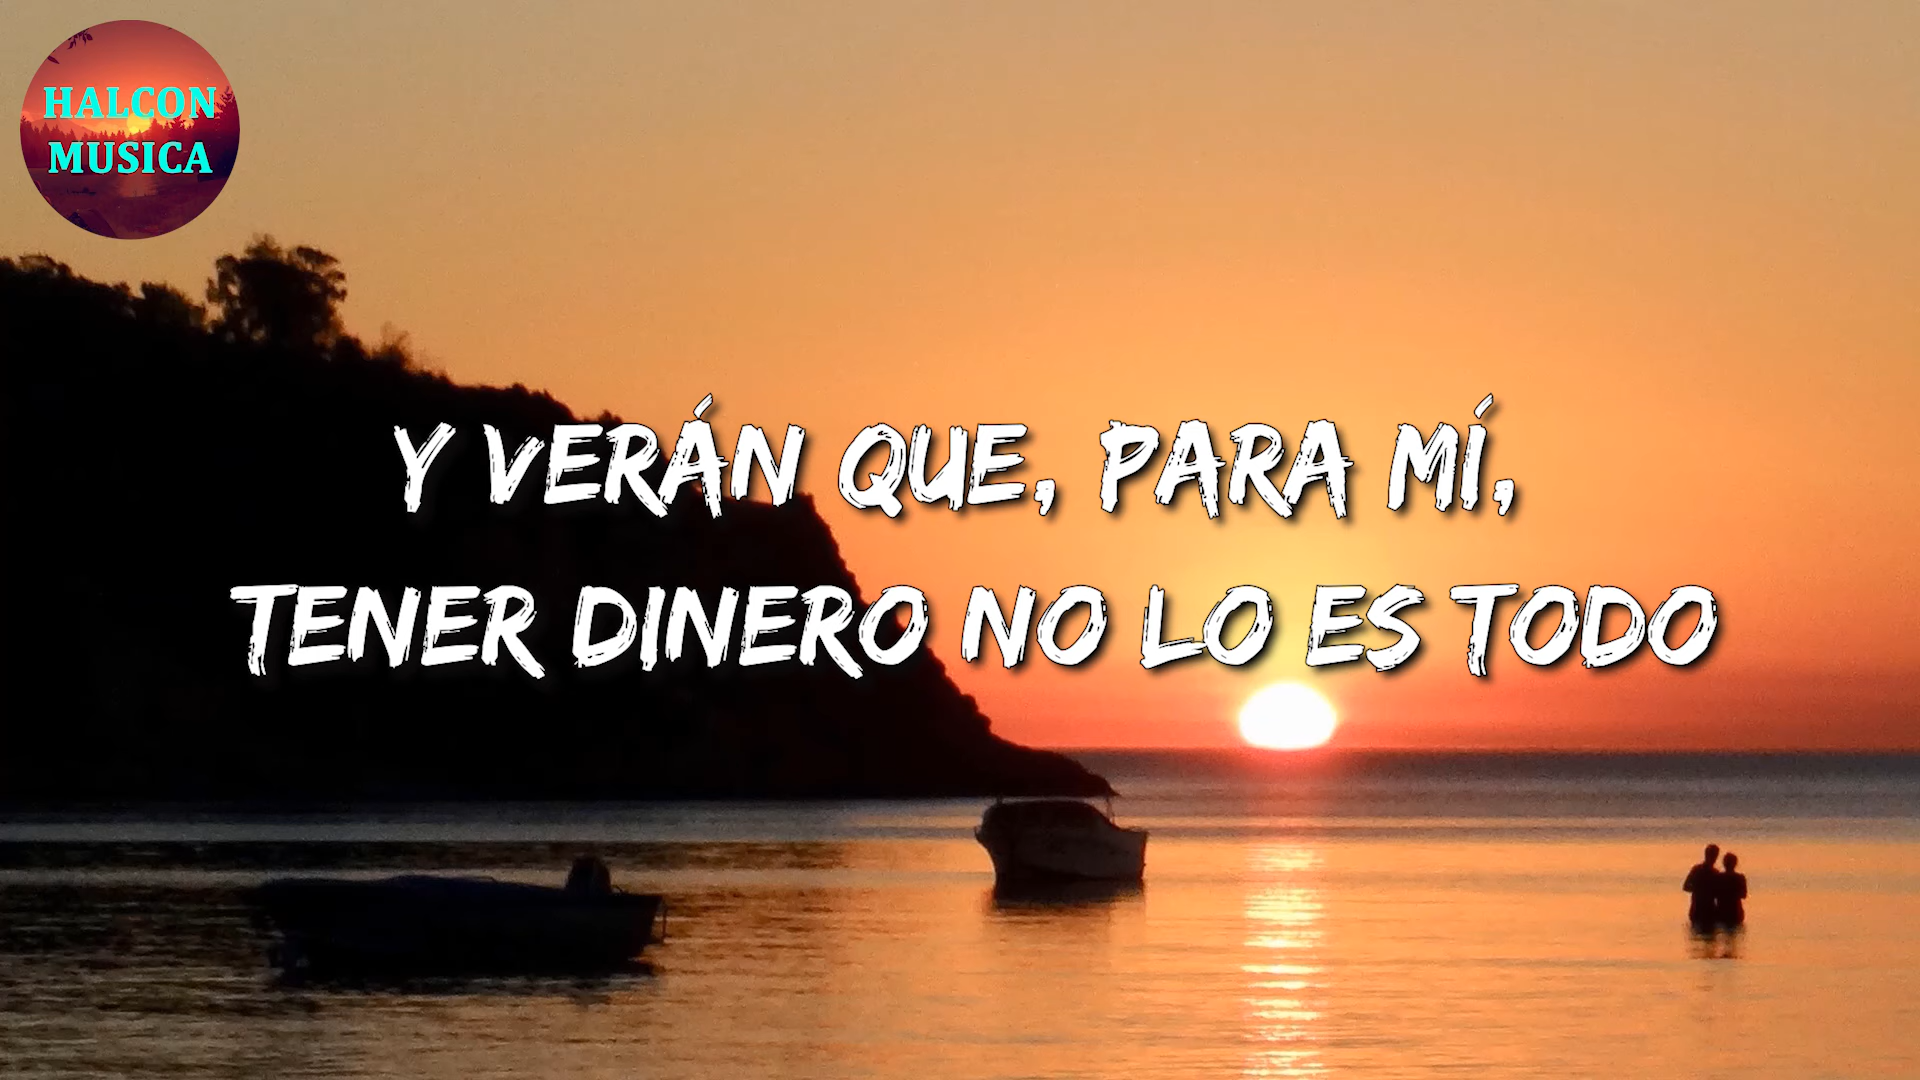 HALCON
MUSICA
Y VERÁN QUE, PARA MÍ,
TENER DINERO NO LO ES TODO